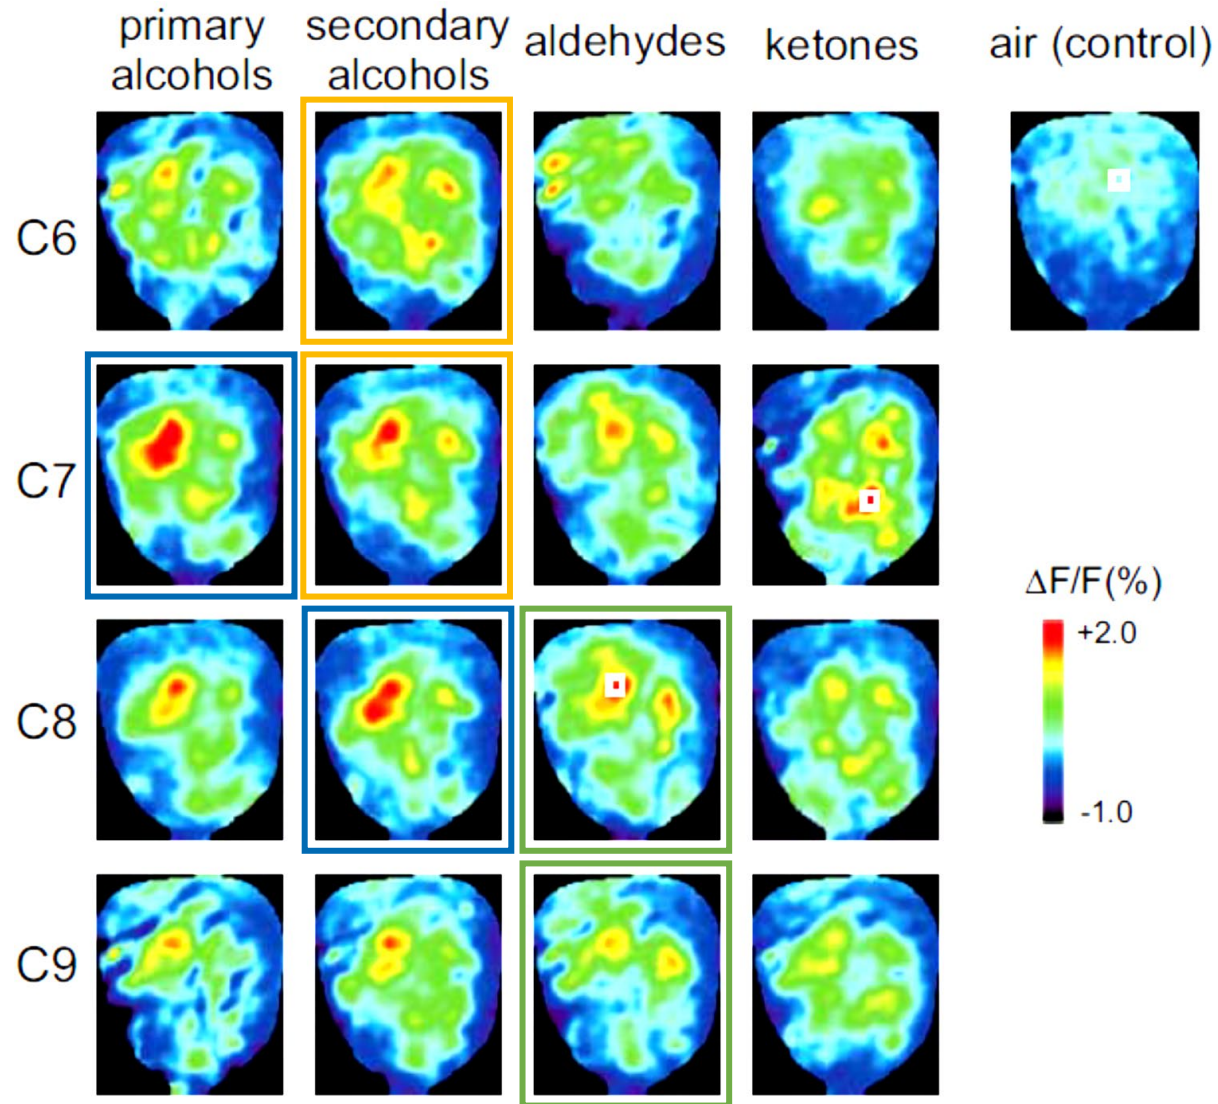 primary
alcohols
secondary
alcohols
aldehydes
ketones
air (control)
C6
C7
C8
C9
ΔF/F(%)
+2.0
-1.0